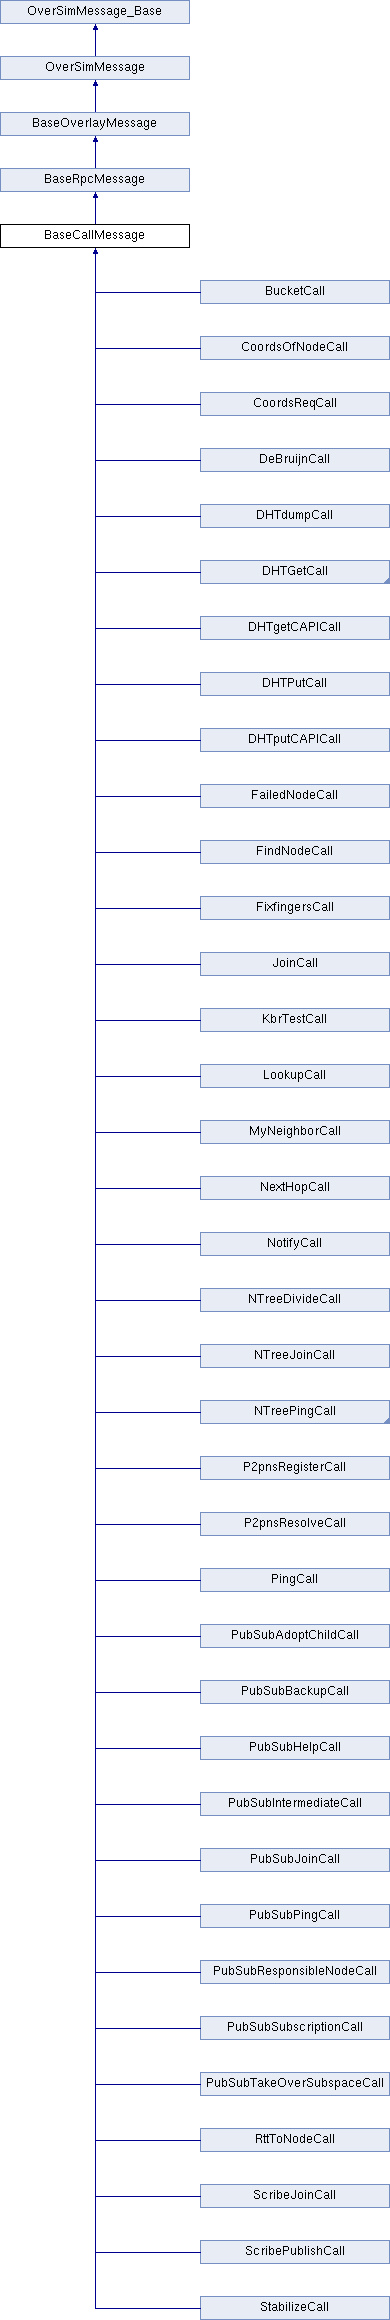 OverSimMessage_Base
OverSimMessage
BaseOverlayMessage
BaseRpcMessage
BaseCallMessage
BucketCall
CoordsOfNodeCall
CoordsReqCall
DeBruijnCall
DHTdumpCall
DHTGetCall
DHTgetCAPICall
DHTPutCall
DHTputCAPICall
FailedNodeCall
FindNodeCall
FixfingersCall
JoinCall
KbrTestCall
LookupCall
MyNeighborCall
NextHopCall
NotifyCall
NTreeDivideCall
NTreeJoinCall
NTreePingCall
P2pnsRegisterCall
P2pnsResolveCall
PingCall
PubSubAdoptChildCall
PubSubBackupCall
PubSubHelpCall
PubSubIntermediateCall
PubSubJoinCall
PubSubPingCall
PubSubResponsibleNodeCall
PubSubSubscriptionCall
PubSubTakeOverSubspaceCall
RttToNodeCall
ScribeJoinCall
ScribePublishCall
StabilizeCall